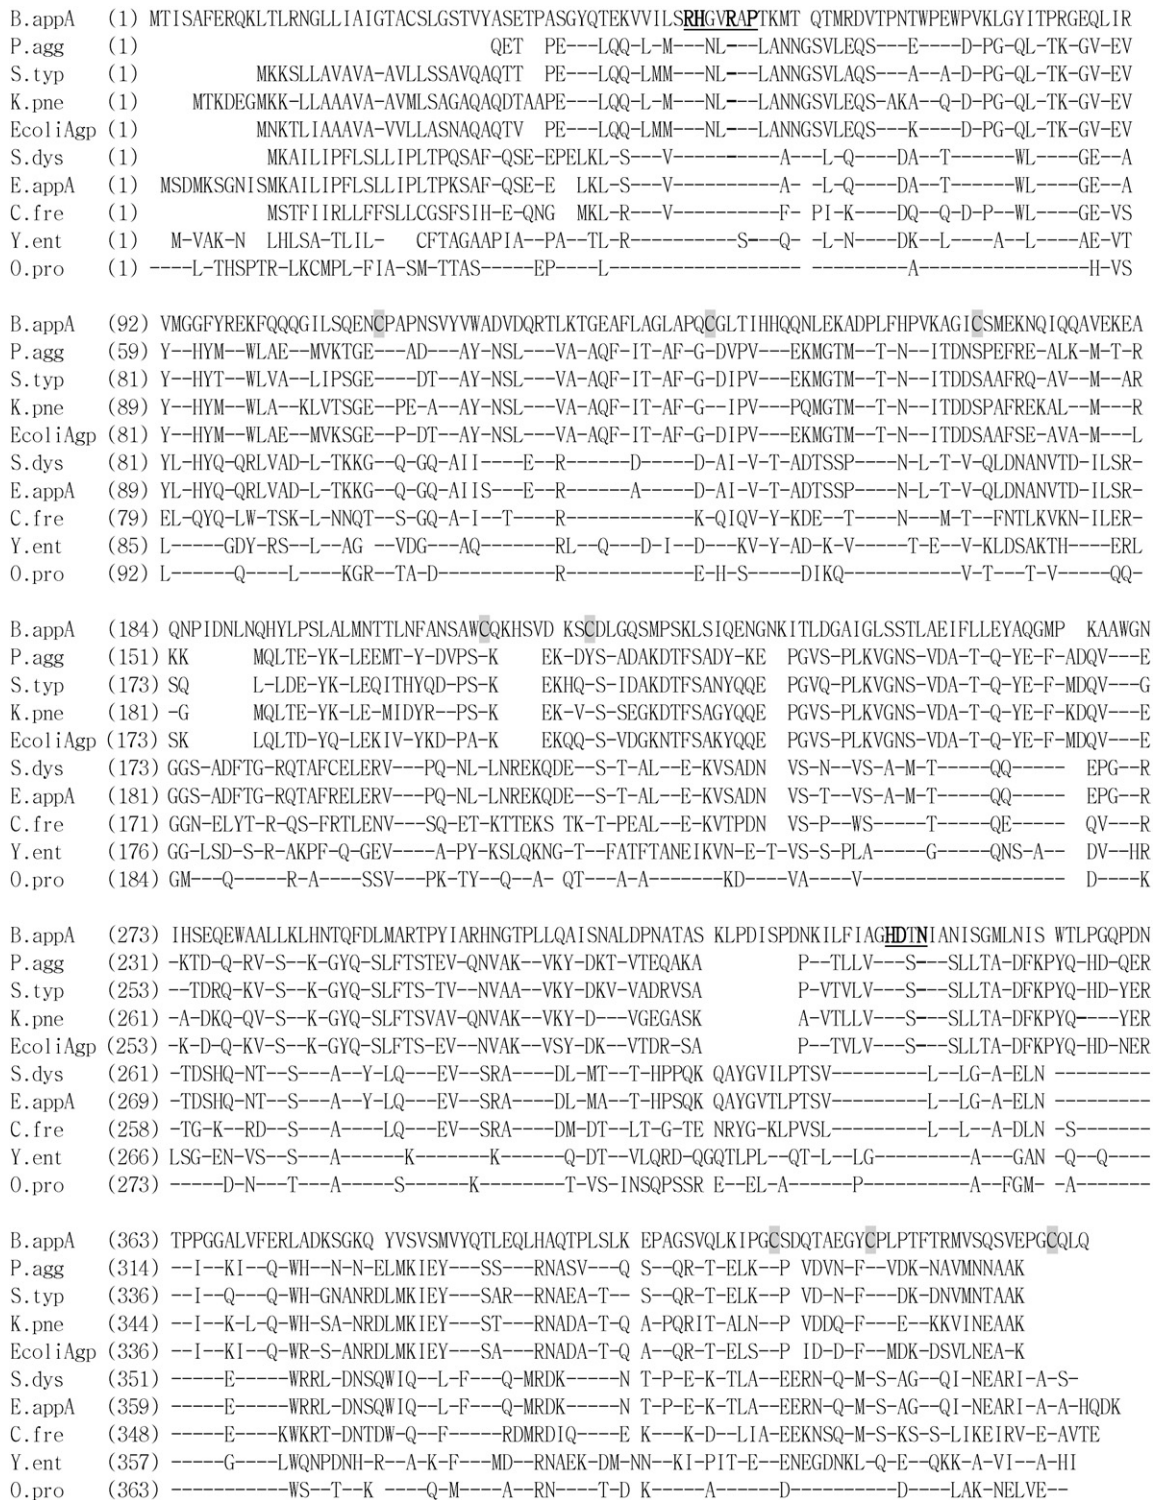 B.appA (1) MTISAFERQKLTLRNGLLIAIGTACSLGSTVYASETPASGYQTEKVVILSRHGVRAPTKMT QTMRDVTPNTWPEWPVKLGYITPRGEQLIR
P.agg (1) QET PE---LQQ-L-M---NL---LANNGSVLEQS---E----D-PG-QL-TK-GV-EV
S.typ (1) MKKSLLAVAVA-AVLLSSAVQAQTT PE---LQQ-LMM---NL---LANNGSVLAQS---A--A-D-PG-QL-TK-GV-EV
K.pne (1) MTKDEGMKK-LLAAAVA-AVMLSAGAQAQDTAAPE---LQQ-L-M---NL---LANNGSVLEQS-AKA--Q-D-PG-QL-TK-GV-EV
EcoliAgp (1) MNKTLIAAAVA-VVLLASNAQAQTV PE---LQQ-LMM---NL---LANNGSVLEQS---K----D-PG-QL-TK-GV-EV
S.dys (1) MKAILIPFLSLLIPLTPQSAF-QSE-EPELKL-S---V----------A---L-Q----DA--T------WL----GE--A
E.appA (1) MSDMKSGNISMKAILIPFLSLLIPLTPKSAF-QSE-E LKL-S---V----------A- -L-Q----DA--T------WL----GE--A
C.fre (1) MSTFIIRLLFFSLLCGSFSIH-E-QNG MKL-R---V----------F- PI-K----DQ--Q-D-P--WL----GE-VS
Y.ent (1) M-VAK-N LHLSA-TLIL- CFTAGAAPIA--PA--TL-R----------S---Q-- -L-N----DK--L----A--L----AE-VT
O.pro (1) ----L-THSPTR-LKCMPL-FIA-SM-TTAS-----EP----L------------------ ---------A----------------H-VS

B.appA (92) VMGGFYREKFQQQGILSQENCPAPNSVYVWADVDQRTLKTGEAFLAGLAPQCGLTIHHQQNLEKADPLFHPVKAGICSMEKNQIQQAVEKEA
P.agg (59) Y--HYM--WLAE--MVKTGE---AD---AY-NSL---VA-AQF-IT-AF-G-DVPV---EKMGTM--T-N---ITDNSPEFRE-ALK-M-T-R
S.typ (81) Y--HYT--WLVA--LIPSGE----DT--AY-NSL---VA-AQF-IT-AF-G-DIPV---EKMGTM--T-N---ITDDSAAFRQ-AV--M--AR
K.pne (89) Y--HYM--WLA--KLVTSGE--PE-A--AY-NSL---VA-AQF-IT-AF-G--IPV---PQMGTM--T-N---ITDDSPAFREKAL--M---R
EcoliAgp (81) Y--HYM--WLAE--MVKSGE--P-DT--AY-NSL---VA-AQF-IT-AF-G-DIPV---EKMGTM--T-N---ITDDSAAFSE-AVA-M---L
S.dys (81) YL-HYQ-QRLVAD-L-TKKG--Q-GQ-AII----E--R------D-----D-AI-V-T-ADTSSP----N-L-T-V-QLDNANVTD-ILSR-
E.appA (89) YL-HYQ-QRLVAD-L-TKKG--Q-GQ-AIIS---E--R------A-----D-AI-V-T-ADTSSP----N-L-T-V-QLDNANVTD-ILSR-
C.fre (79) EL-QYQ-LW-TSK-L-NNQT--S-GQ-A-I--T----R------------K-QIQV-Y-KDE--T----N---M-T--FNTLKVKN-ILER-
Y.ent (85) L-----GDY-RS--L--AG --VDG---AQ-------RL--Q---D-I--D---KV-Y-AD-K-V-----T-E--V-KLDSAKTH----ERL
O.pro (92) L------Q----L----KGR--TA-D----------R------------E-H-S-----DIKQ----------V-T---T-V-----QQ-

B.appA (184) QNPIDNLNQHYLPSLALMNTTLNFANSAWCQKHSVD KSCDLGQSMPSKLSIQENGNKITLDGAIGLSSTLAEIFLLEYAQGMP KAAWGN
P.agg (151) KK MQLTE-YK-LEEMT-Y-DVPS-K EK-DYS-ADAKDTFSADY-KE PGVS-PLKVGNS-VDA-T-Q-YE-F-ADQV---E
S.typ (173) SQ L-LDE-YK-LEQITHYQD-PS-K EKHQ-S-IDAKDTFSANYQQE PGVQ-PLKVGNS-VDA-T-Q-YE-F-MDQV---G
K.pne (181) -G MQLTE-YK-LE-MIDYR--PS-K EK-V-S-SEGKDTFSAGYQQE PGVS-PLKVGNS-VDA-T-Q-YE-F-KDQV---E
EcoliAgp (173) SK LQLTD-YQ-LEKIV-YKD-PA-K EKQQ-S-VDGKNTFSAKYQQE PGVS-PLKVGNS-VDA-T-Q-YE-F-MDQV---E
S.dys (173) GGS-ADFTG-RQTAFCELERV---PQ-NL-LNREKQDE--S-T-AL--E-KVSADN VS-N--VS-A-M-T-----QQ----- EPG--R
E.appA (181) GGS-ADFTG-RQTAFRELERV---PQ-NL-LNREKQDE--S-T-AL--E-KVSADN VS-T--VS-A-M-T-----QQ----- EPG--R
C.fre (171) GGN-ELYT-R-QS-FRTLENV---SQ-ET-KTTEKS TK-T-PEAL--E-KVTPDN VS-P--WS-----T-----QE----- QV---R
Y.ent (176) GG-LSD-S-R-AKPF-Q-GEV----A-PY-KSLQKNG-T--FATFTANEIKVN-E-T-VS-S-PLA-----G-----QNS-A-- DV--HR
O.pro (184) GM---Q-----R-A----SSV---PK-TY--Q--A- QT---A-A-------KD----VA----V------------------- D----K

B.appA (273) IHSEQEWAALLKLHNTQFDLMARTPYIARHNGTPLLQAISNALDPNATAS KLPDISPDNKILFIAGHDTNIANISGMLNIS WTLPGQPDN
P.agg (231) -KTD-Q-RV-S--K-GYQ-SLFTSTEV-QNVAK--VKY-DKT-VTEQAKA P--TLLV---S---SLLTA-DFKPYQ-HD-QER
S.typ (253) --TDRQ-KV-S--K-GYQ-SLFTS-TV--NVAA--VKY-DKV-VADRVSA P-VTVLV---S---SLLTA-DFKPYQ-HD-YER
K.pne (261) -A-DKQ-QV-S--K-GYQ-SLFTSVAV-QNVAK--VKY-D---VGEGASK A-VTLLV---S---SLLTA-DFKPYQ----YER
EcoliAgp (253) -K-D-Q-KV-S--K-GYQ-SLFTS-EV--NVAK--VSY-DK--VTDR-SA P--TVLV---S---SLLTA-DFKPYQ-HD-NER
S.dys (261) -TDSHQ-NT--S---A--Y-LQ---EV--SRA----DL-MT--T-HPPQK QAYGVILPTSV---------L--LG-A-ELN ---------
E.appA (269) -TDSHQ-NT--S---A--Y-LQ---EV--SRA----DL-MA--T-HPSQK QAYGVTLPTSV---------L--LG-A-ELN ---------
C.fre (258) -TG-K--RD--S---A----LQ---EV--SRA----DM-DT--LT-G-TE NRYG-KLPVSL---------L--L--A-DLN -S-------
Y.ent (266) LSG-EN-VS--S---A------K-------K------Q-DT--VLQRD-QGQTLPL--QT-L--LG---------A---GAN -Q--Q----
O.pro (273) -----D-N---T---A-----S------K--------T-VS-INSQPSSR E--EL-A------P----------A--FGM- -A-------

B.appA (363) TPPGGALVFERLADKSGKQ YVSVSMVYQTLEQLHAQTPLSLK EPAGSVQLKIPGCSDQTAEGYCPLPTFTRMVSQSVEPGCQLQ
P.agg (314) --I--KI--Q-WH--N-N-ELMKIEY---SS---RNASV---Q S--QR-T-ELK--P VDVN-F--VDK-NAVMNNAAK
S.typ (336) --I--Q---Q-WH-GNANRDLMKIEY---SAR--RNAEA-T-- S--QR-T-ELK--P VD-N-F---DK-DNVMNTAAK
K.pne (344) --I--K-L-Q-WH-SA-NRDLMKIEY---ST---RNADA-T-Q A-PQRIT-ALN--P VDDQ-F---E--KKVINEAAK
EcoliAgp (336) --I--KI--Q-WR-S-ANRDLMKIEY---SA---RNADA-T-Q A--QR-T-ELS--P ID-D-F--MDK-DSVLNEA-K
S.dys (351) -----E-----WRRL-DNSQWIQ--L-F---Q-MRDK-----N T-P-E-K-TLA--EERN-Q-M-S-AG--QI-NEARI-A-S-
E.appA (359) -----E-----WRRL-DNSQWIQ--L-F---Q-MRDK-----N T-P-E-K-TLA--EERN-Q-M-S-AG--QI-NEARI-A-A-HQDK
C.fre (348) -----E----KWKRT-DNTDW-Q--F-----RDMRDIQ----E K---K-D--LIA-EEKNSQ-M-S-KS-S-LIKEIRV-E-AVTE
Y.ent (357) -----G----LWQNPDNH-R--A-K-F---MD--RNAEK-DM-NN--KI-PIT-E--ENEGDNKL-Q-E--QKK-A-VI--A-HI
O.pro (363) -----------WS--T--K ----Q-M----A--RN----T-D K-----A------D----------D----LAK-NELVE--